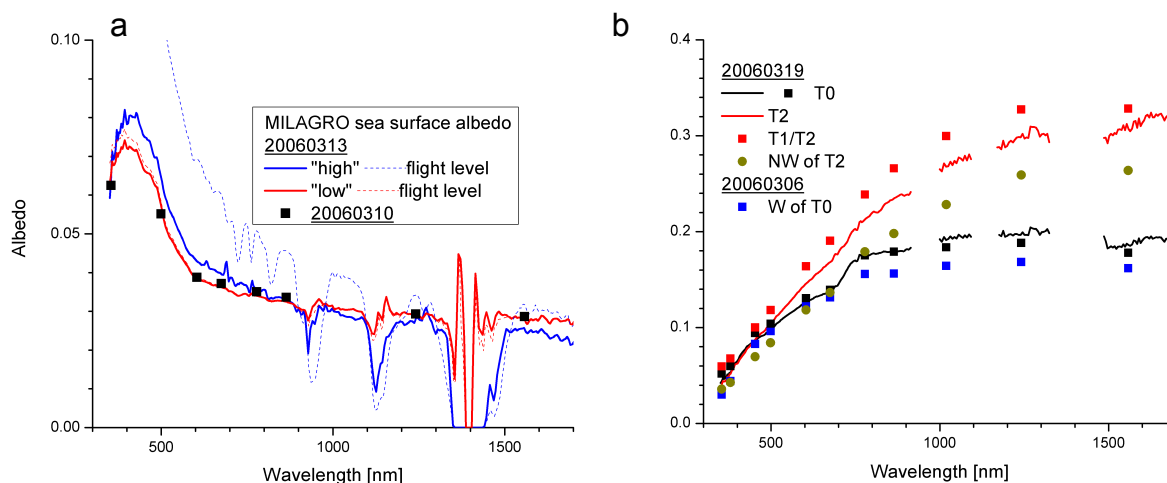 a
0.10
0.05
0.00
Albedo
500
1000
1500
Wavelength [nm]
MILAGRO sea surface albedo
20060313
"high" flight level
"low" flight level
20060310
b
0.4
0.3
0.2
0.1
0.0
500
1000
1500
Wavelength [nm]
20060319
T0
T2
T1/T2
NW of T2
20060306
W of T0